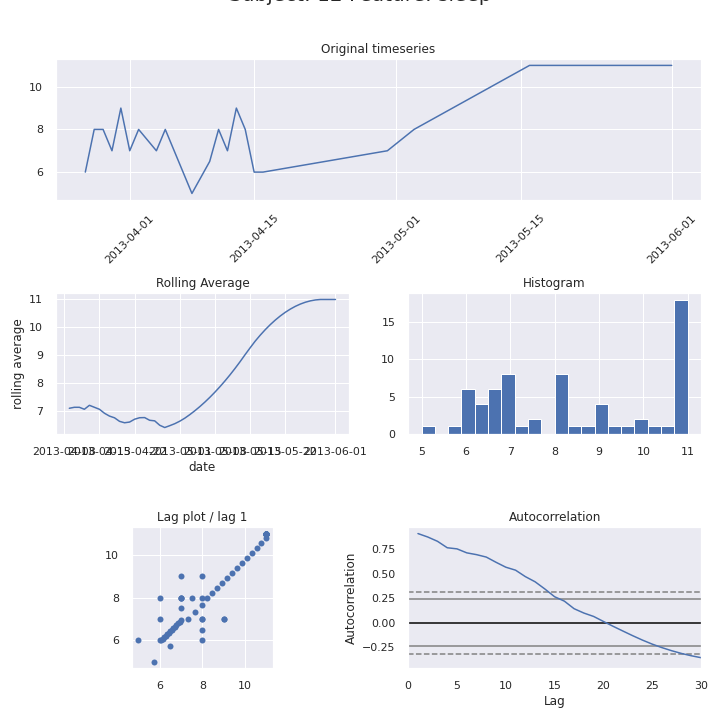 Original timeseries
10
8
6
2013-04-01
2013-04-15
2013-05-01
2013-05-15
2013-06-01
Rolling Average
11
10
9
8
7
rolling average
2013-06-01
date
Histogram
15
10
5
0
5 6 7 8 9 10 11
Lag plot / lag 1
10
8
6
6 8 10
Autocorrelation
0.75
0.50
0.25
0.00
−0.25
Autocorrelation
0 5 10 15 20 25 30
Lag